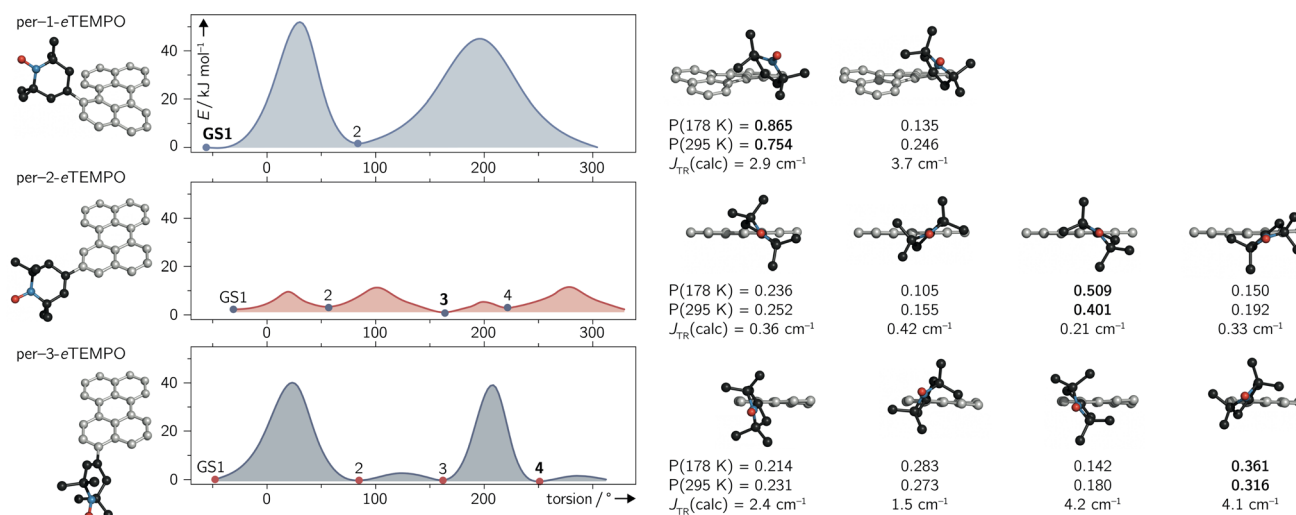 per–1–eTEMPO
E / kJ mol⁻¹
40
20
0
GS1
2
0
100
200
300
P(178 K) = 0.865
0.135
P(295 K) = 0.754
0.246
J_TR(calc) = 2.9 cm⁻¹
3.7 cm⁻¹
per–2–eTEMPO
40
20
0
GS1
2
3
4
0
100
200
300
P(178 K) = 0.236
0.105
0.509
0.150
P(295 K) = 0.252
0.155
0.401
0.192
J_TR(calc) = 0.36 cm⁻¹
0.42 cm⁻¹
0.21 cm⁻¹
0.33 cm⁻¹
per–3–eTEMPO
40
20
0
GS1
2
3
4
0
100
200
300
torsion / °
P(178 K) = 0.214
0.283
0.142
0.361
P(295 K) = 0.231
0.273
0.180
0.316
J_TR(calc) = 2.4 cm⁻¹
1.5 cm⁻¹
4.2 cm⁻¹
4.1 cm⁻¹